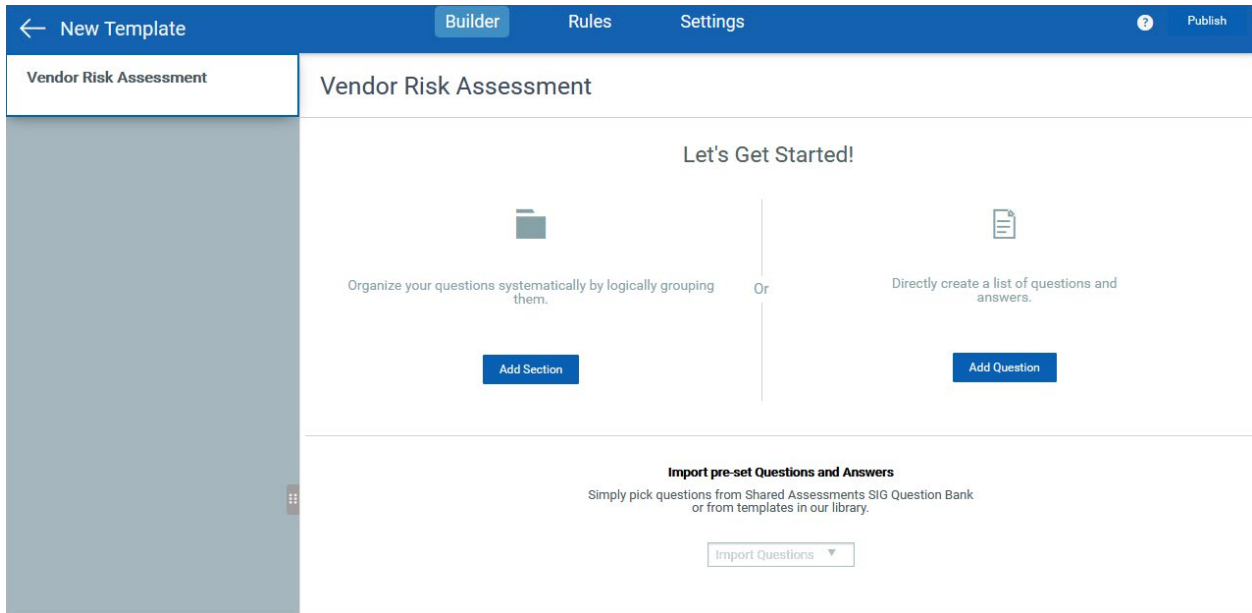 New Template
Builder
Rules
Settings
?
Publish
Vendor Risk Assessment
Vendor Risk Assessment
Let's Get Started!
Organize your questions systematically by logically grouping
them.
Add Section
Or
Directly create a list of questions and
answers.
Add Question
Import pre-set Questions and Answers
Simply pick questions from Shared Assessments SIG Question Bank
or from templates in our library.
Import Questions